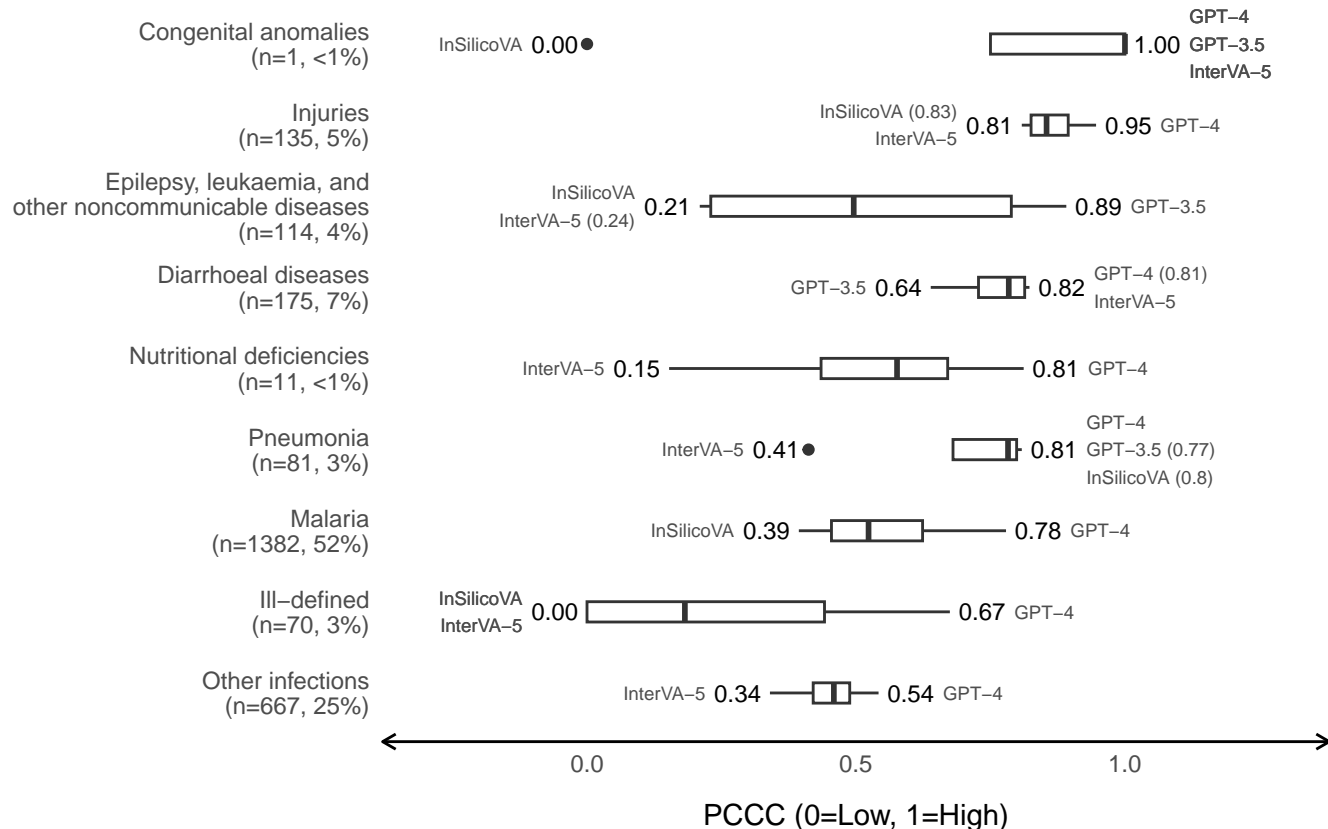 Congenital anomalies
(n=1, <1%)
InSilicoVA 0.00
1.00
GPT−4
GPT−3.5
InterVA−5
Injuries
(n=135, 5%)
InSilicoVA (0.83)
InterVA−5
0.81
0.95 GPT−4
Epilepsy, leukaemia, and
other noncommunicable diseases
(n=114, 4%)
InSilicoVA
InterVA−5 (0.24)
0.21
0.89 GPT−3.5
Diarrhoeal diseases
(n=175, 7%)
GPT−3.5 0.64
0.82
GPT−4 (0.81)
InterVA−5
Nutritional deficiencies
(n=11, <1%)
InterVA−5 0.15
0.81 GPT−4
Pneumonia
(n=81, 3%)
InterVA−5 0.41
0.81
GPT−4
GPT−3.5 (0.77)
InSilicoVA (0.8)
Malaria
(n=1382, 52%)
InSilicoVA 0.39
0.78 GPT−4
Ill−defined
(n=70, 3%)
InSilicoVA
InterVA−5
0.00
0.67 GPT−4
Other infections
(n=667, 25%)
InterVA−5 0.34
0.54 GPT−4
0.0 0.5 1.0
PCCC (0=Low, 1=High)